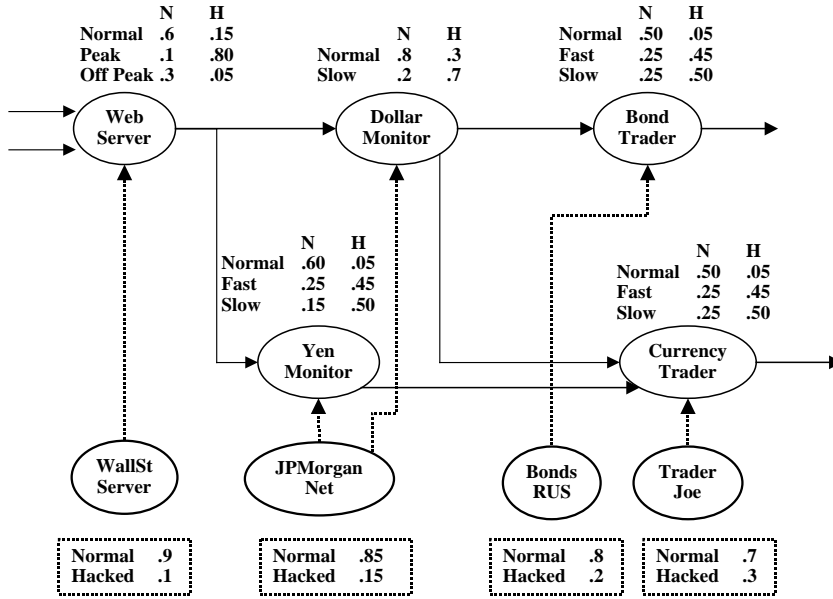 N H
Normal .6 .15
Peak .1 .80
Off Peak .3 .05
N H
Normal .8 .3
Slow .2 .7
N H
Normal .50 .05
Fast .25 .45
Slow .25 .50
Web
Server
Dollar
Monitor
Bond
Trader
N H
Normal .60 .05
Fast .25 .45
Slow .15 .50
N H
Normal .50 .05
Fast .25 .45
Slow .25 .50
Yen
Monitor
Currency
Trader
WallSt
Server
JPMorgan
Net
Bonds
RUS
Trader
Joe
Normal .9
Hacked .1
Normal .85
Hacked .15
Normal .8
Hacked .2
Normal .7
Hacked .3